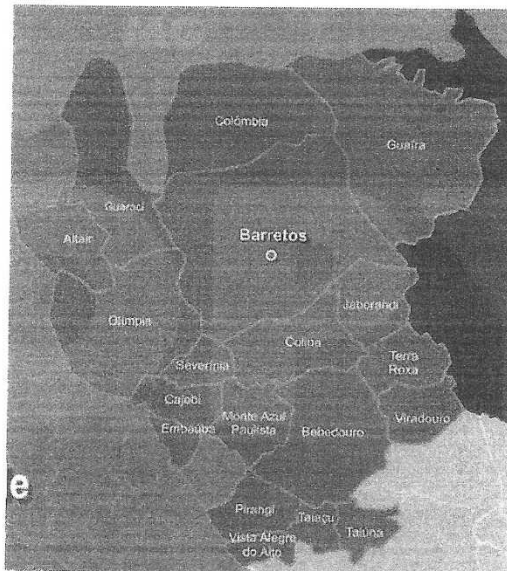 Colômbia
Guaíra
Guaraci
Altair
Barretos
Jaborandi
Olímpia
Colina
Severínia
Terra
Roxa
Cajobi
Monte Azul
Paulista
Viradouro
Embaúba
Bebedouro
e
Pirangi
Taiaçu
Taiúva
Vista Alegre
do Alto